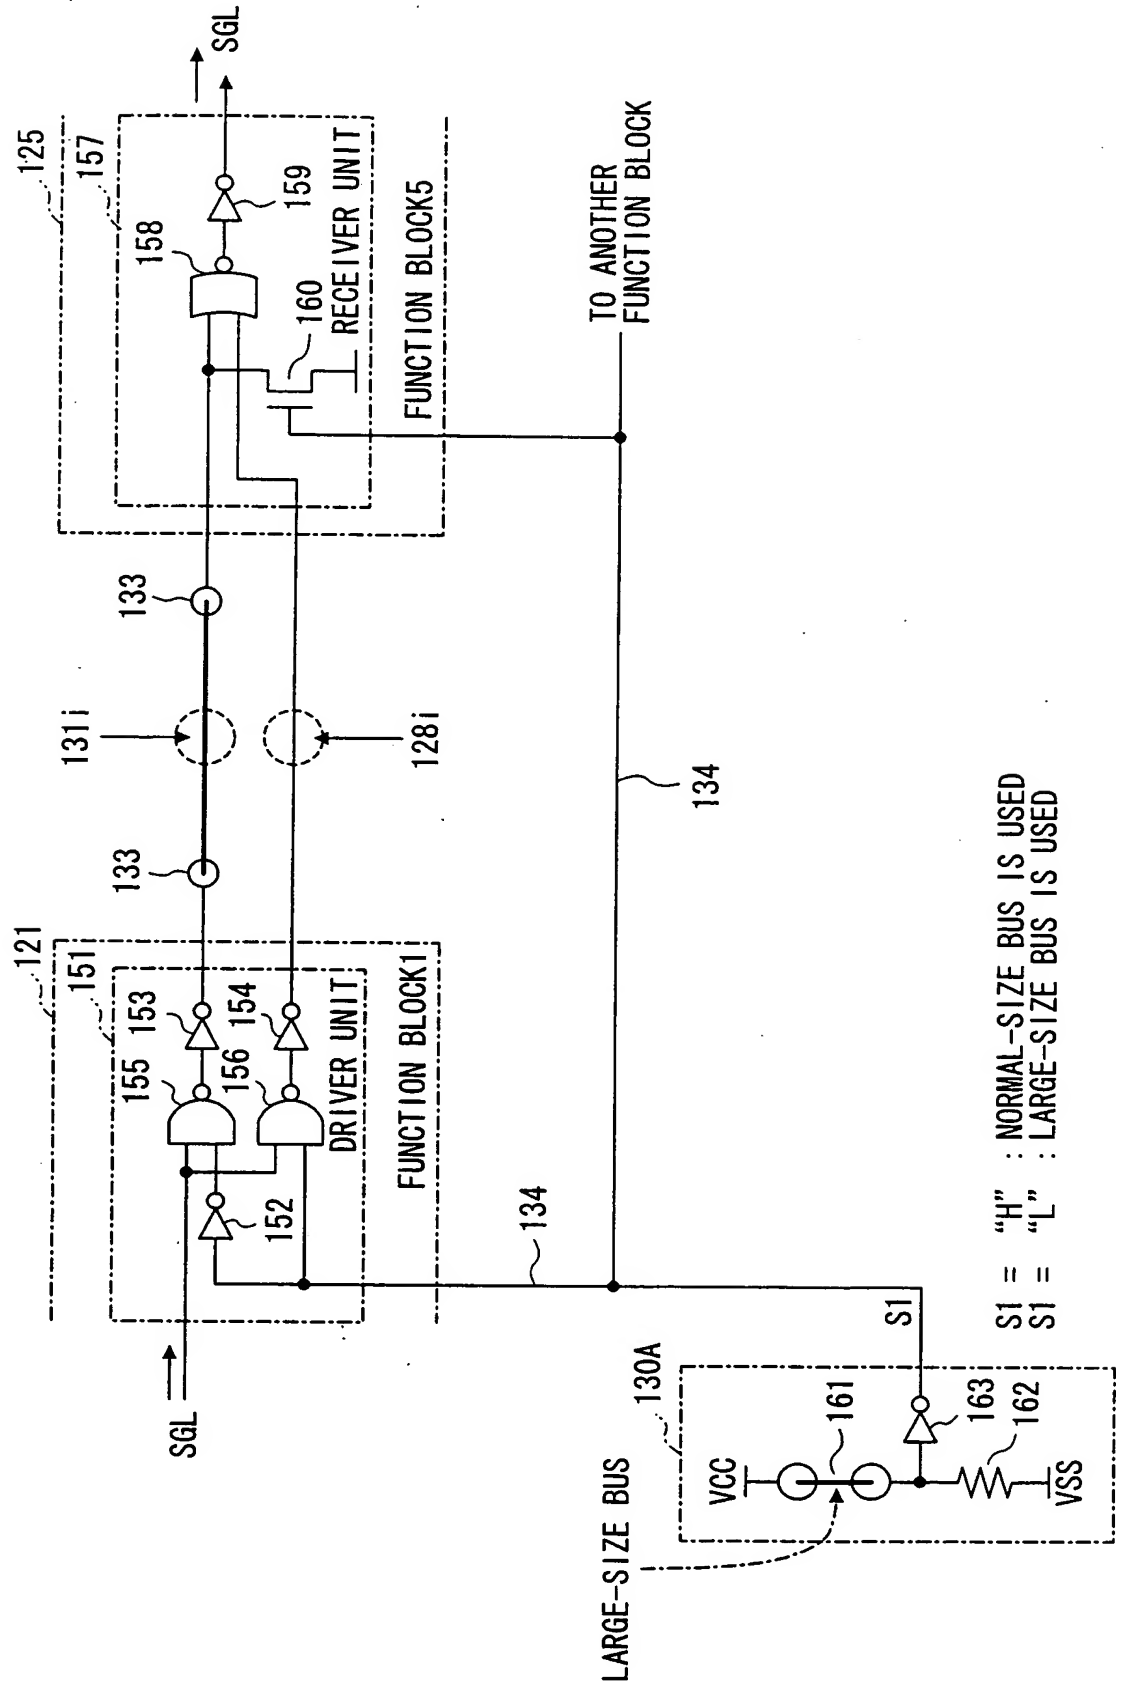 125
157
158
159
160
RECEIVER UNIT
FUNCTION BLOCK5
SGL
133
131i
128i
133
121
151
153
154
155
156
152
DRIVER UNIT
FUNCTION BLOCK1
SGL
TO ANOTHER
FUNCTION BLOCK
134
134
S1
130A
VCC
161
163
162
VSS
LARGE-SIZE BUS
S1 = “H” : NORMAL-SIZE BUS IS USED
S1 = “L” : LARGE-SIZE BUS IS USED